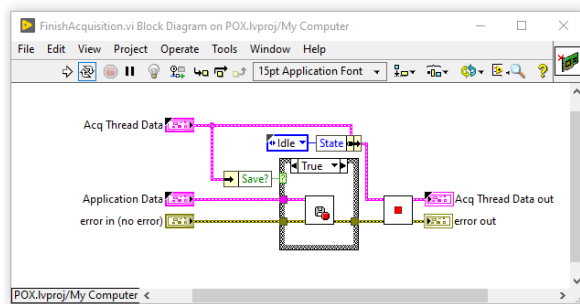 FinishAcquisition.vi Block Diagram on POX.lvproj/My Computer
File Edit View Project Operate Tools Window Help
15pt Application Font
Acq Thread Data
Idle State
Save? True
Application Data Acq Thread Data out
error in (no error) error out
POX.lvproj/My Computer